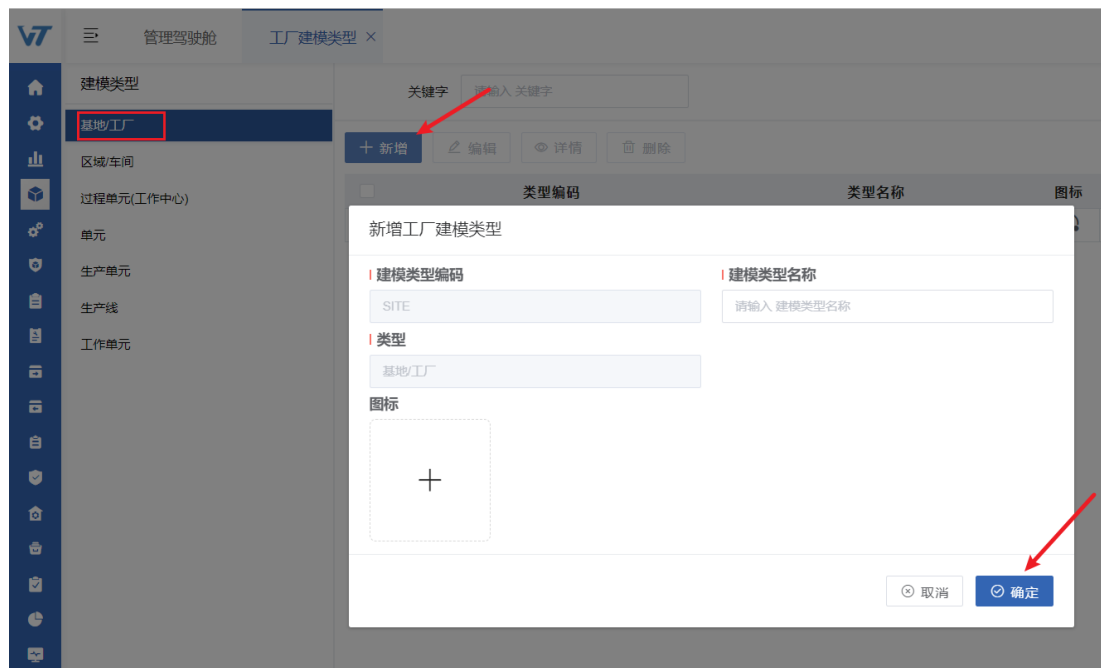 VT
管理驾驶舱
工厂建模类型 ×
建模类型
基地/工厂
区域/车间
过程单元(工作中心)
单元
生产单元
生产线
工作单元
关键字 请输入 关键字
新增 编辑 详情 删除
类型编码 类型名称 图标
新增工厂建模类型
建模类型编码 建模类型名称
SITE 请输入 建模类型名称
类型
基地/工厂
图标
取消 确定